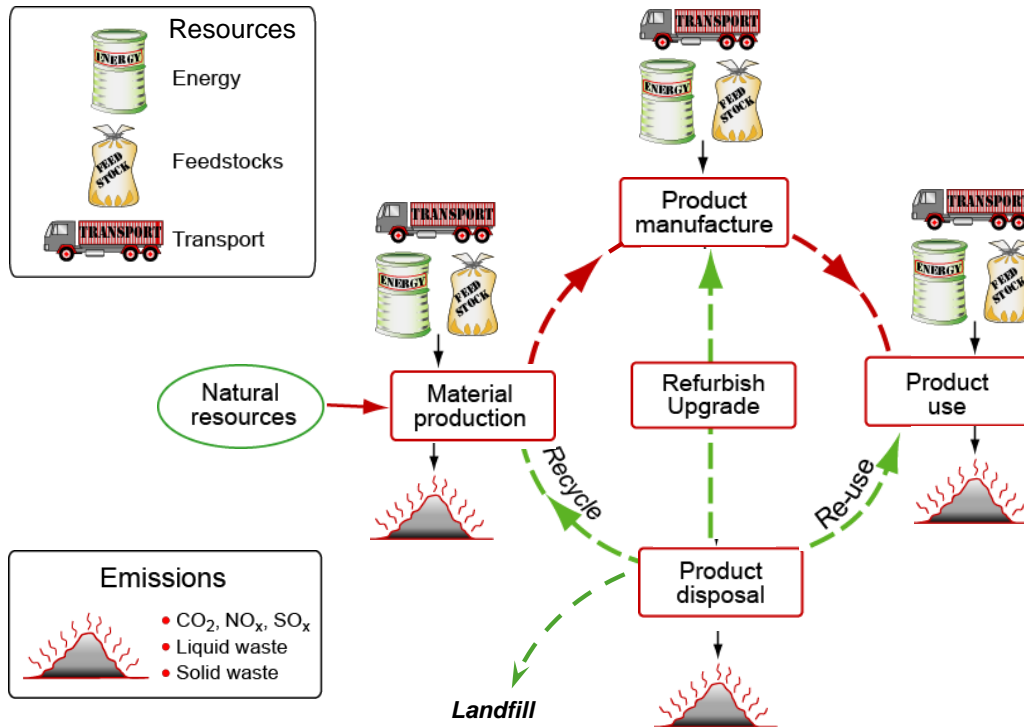 Resources
ENERGY
Energy
FEED
STOCK
Feedstocks
TRANSPORT
Transport
TRANSPORT
ENERGY
FEED
STOCK
Product
manufacture
TRANSPORT
ENERGY
FEED
STOCK
TRANSPORT
ENERGY
FEED
STOCK
Natural
resources
Material
production
Refurbish
Upgrade
Product
use
Recycle
Re-use
Product
disposal
Landfill
Emissions
• CO₂, NOₓ, SOₓ
• Liquid waste
• Solid waste